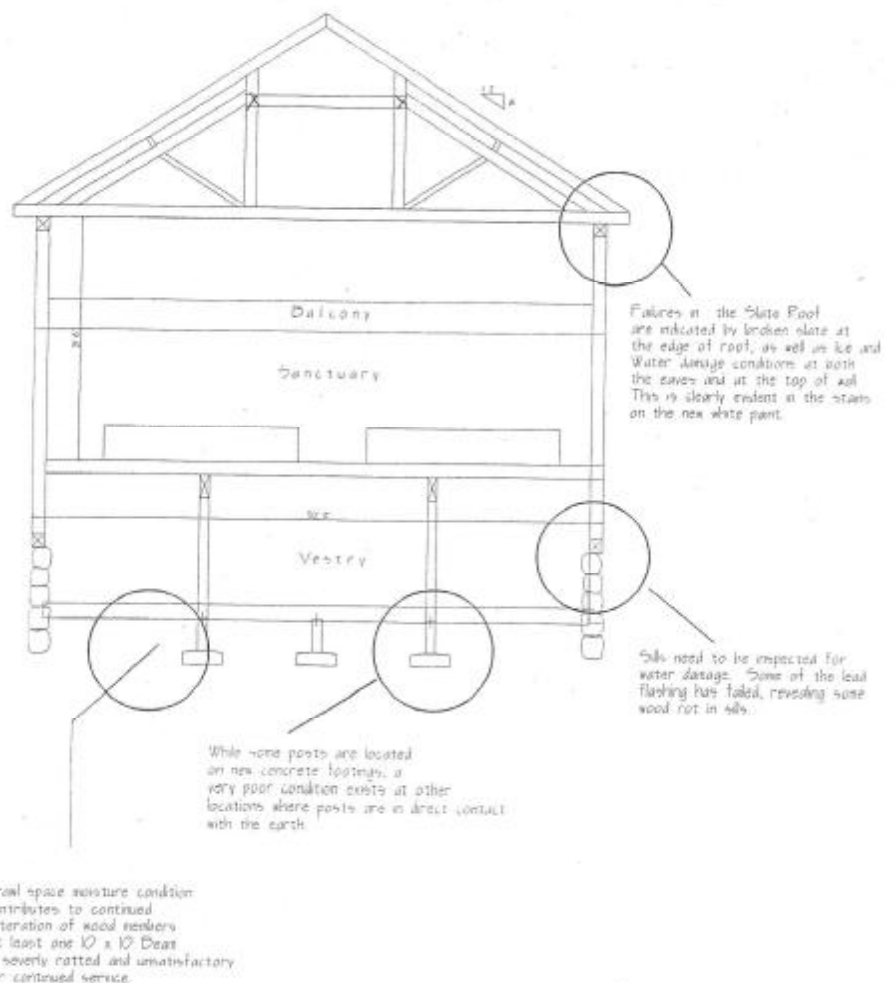 12
Balcony
Sanctuary
Failures in the Slate Roof
are indicated by broken slate at
the edge of roof, as well as Ice and
Water damage conditions at both
the eaves and at the top of wall
This is clearly evident in the stains
on the new white paint.
Vestry
Sills need to be inspected for
water damage. Some of the lead
flashing has failed, revealing some
wood rot in sills.
While some posts are located
on new concrete footings, a
very poor condition exists at other
locations where posts are in direct contact
with the earth.
rawl space moisture condition
ntributes to continued
teration of wood members
t least one 10 x 10 Beam
severly rotted and unsatisfactory
r continued service.